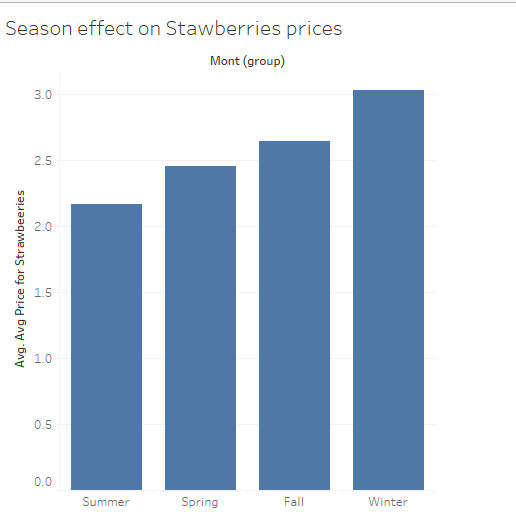 Season effect on Stawberries prices
Mont (group)
3.0
2.5
2.0
1.5
1.0
0.5
0.0
Avg. Avg Price for Strawbeeries
Summer Spring Fall Winter